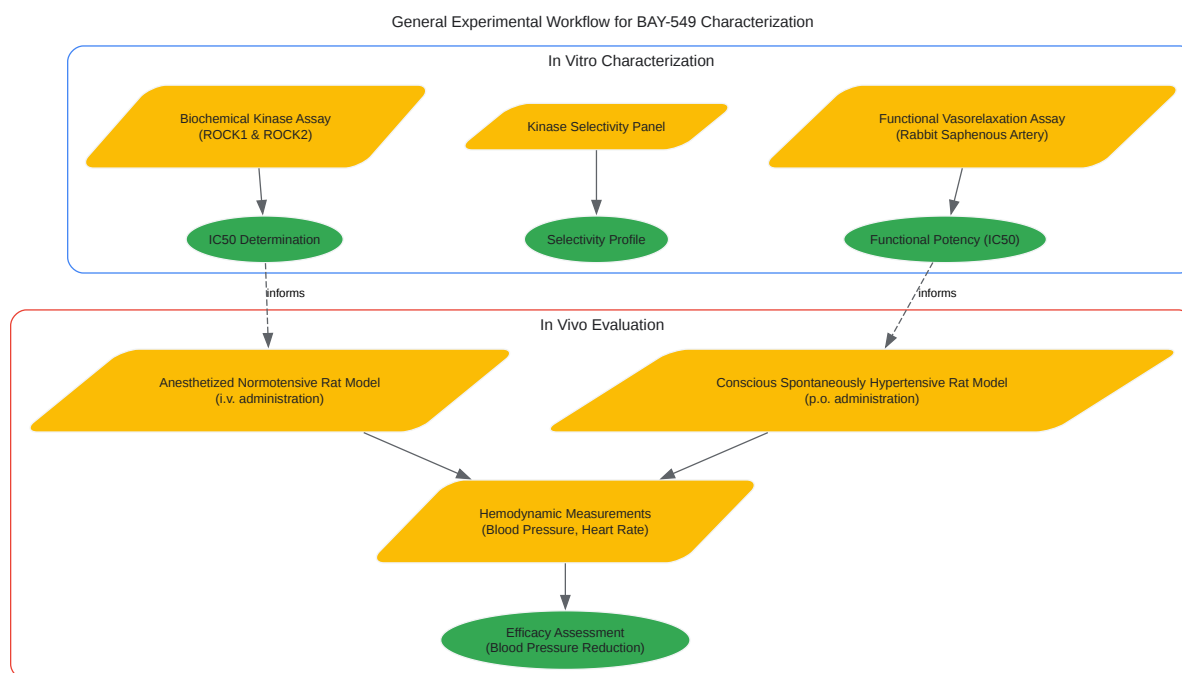 General Experimental Workflow for BAY-549 Characterization
In Vitro Characterization
Biochemical Kinase Assay
(ROCK1 & ROCK2)
Kinase Selectivity Panel
Functional Vasorelaxation Assay
(Rabbit Saphenous Artery)
IC50 Determination
Selectivity Profile
Functional Potency (IC50)
informs
informs
In Vivo Evaluation
Anesthetized Normotensive Rat Model
(i.v. administration)
Conscious Spontaneously Hypertensive Rat Model
(p.o. administration)
Hemodynamic Measurements
(Blood Pressure, Heart Rate)
Efficacy Assessment
(Blood Pressure Reduction)